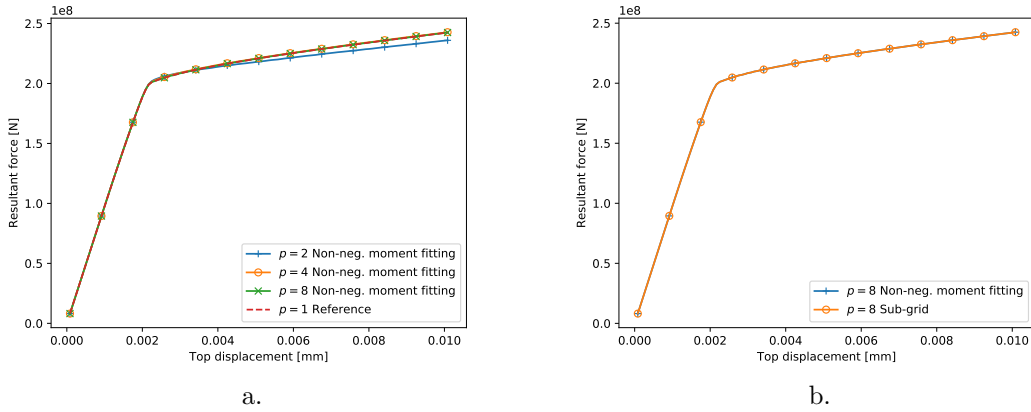 1e8
2.5
2.0
1.5
1.0
0.5
0.0
Resultant force [N]
p = 2 Non-neg. moment fitting
p = 4 Non-neg. moment fitting
p = 8 Non-neg. moment fitting
p = 1 Reference
0.000 0.002 0.004 0.006 0.008 0.010
Top displacement [mm]
a.
1e8
2.5
2.0
1.5
1.0
0.5
0.0
Resultant force [N]
p = 8 Non-neg. moment fitting
p = 8 Sub-grid
0.000 0.002 0.004 0.006 0.008 0.010
Top displacement [mm]
b.